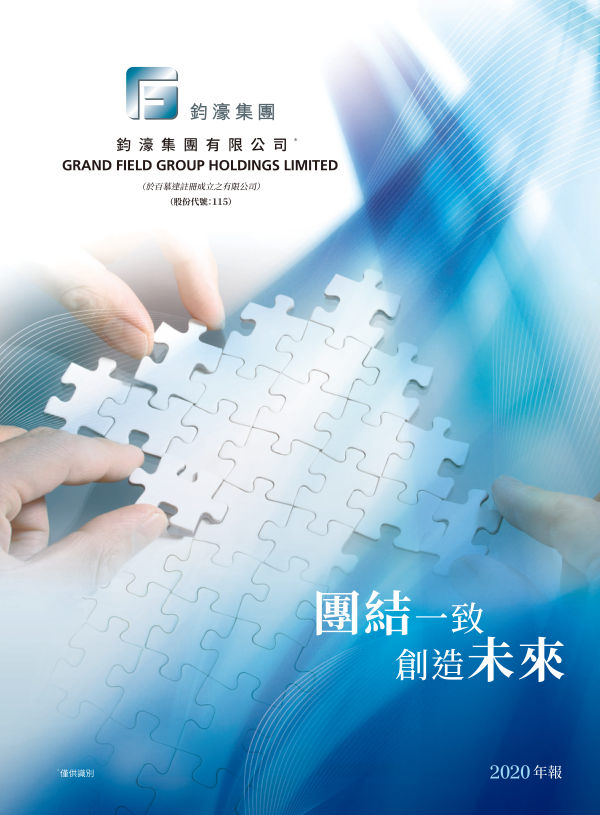 鈞濠集團
鈞濠集團有限公司*
GRAND FIELD GROUP HOLDINGS LIMITED
（於百慕達註冊成立之有限公司）
（股份代號：115）
團結一致
創造未來
*僅供識別
2020年報